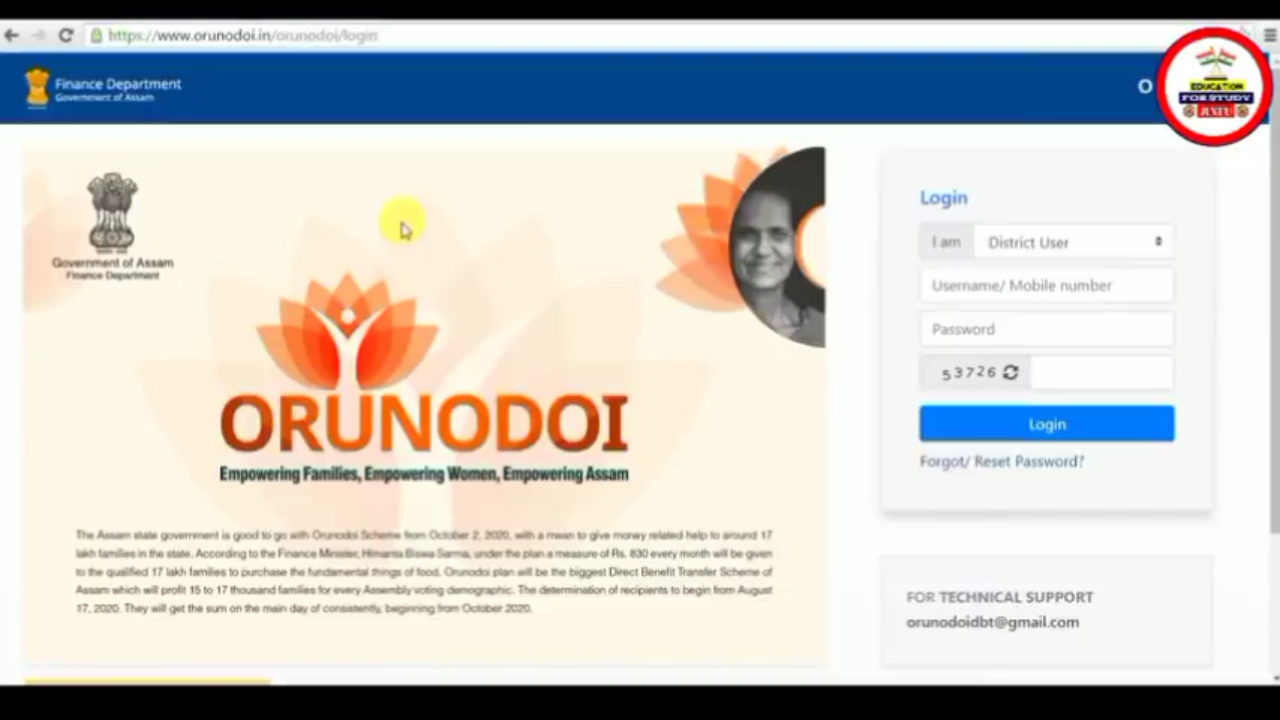 https://www.orunodoi.in/orunodoi/login
Finance Department
Government of Assam
O
EDUCATION
FOR STUDY
Government of Assam
Finance Department
ORUNODOI
Empowering Families, Empowering Women, Empowering Assam
The Assam state government is good to go with Orunodoi Scheme from October 2, 2020, with a mean to give money related help to around 17
lakh families in the state. According to the Finance Minister, Himanta Biswa Sarma, under the plan a measure of Rs. 830 every month will be given
to the qualified 17 lakh families to purchase the fundamental things of food. Orunodoi plan will be the biggest Direct Benefit Transfer Scheme of
Assam which will profit 15 to 17 thousand families for every Assembly voting demographic. The determination of recipients to begin from August
17, 2020. They will get the sum on the main day of consistently, beginning from October 2020.
Login
I am District User
Username/ Mobile number
Password
53726
Login
Forgot/ Reset Password?
FOR TECHNICAL SUPPORT
orunodoidbt@gmail.com